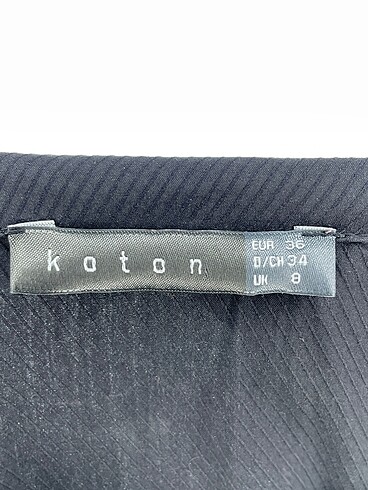 koton
EUR 36
D/CH 34
UK 8